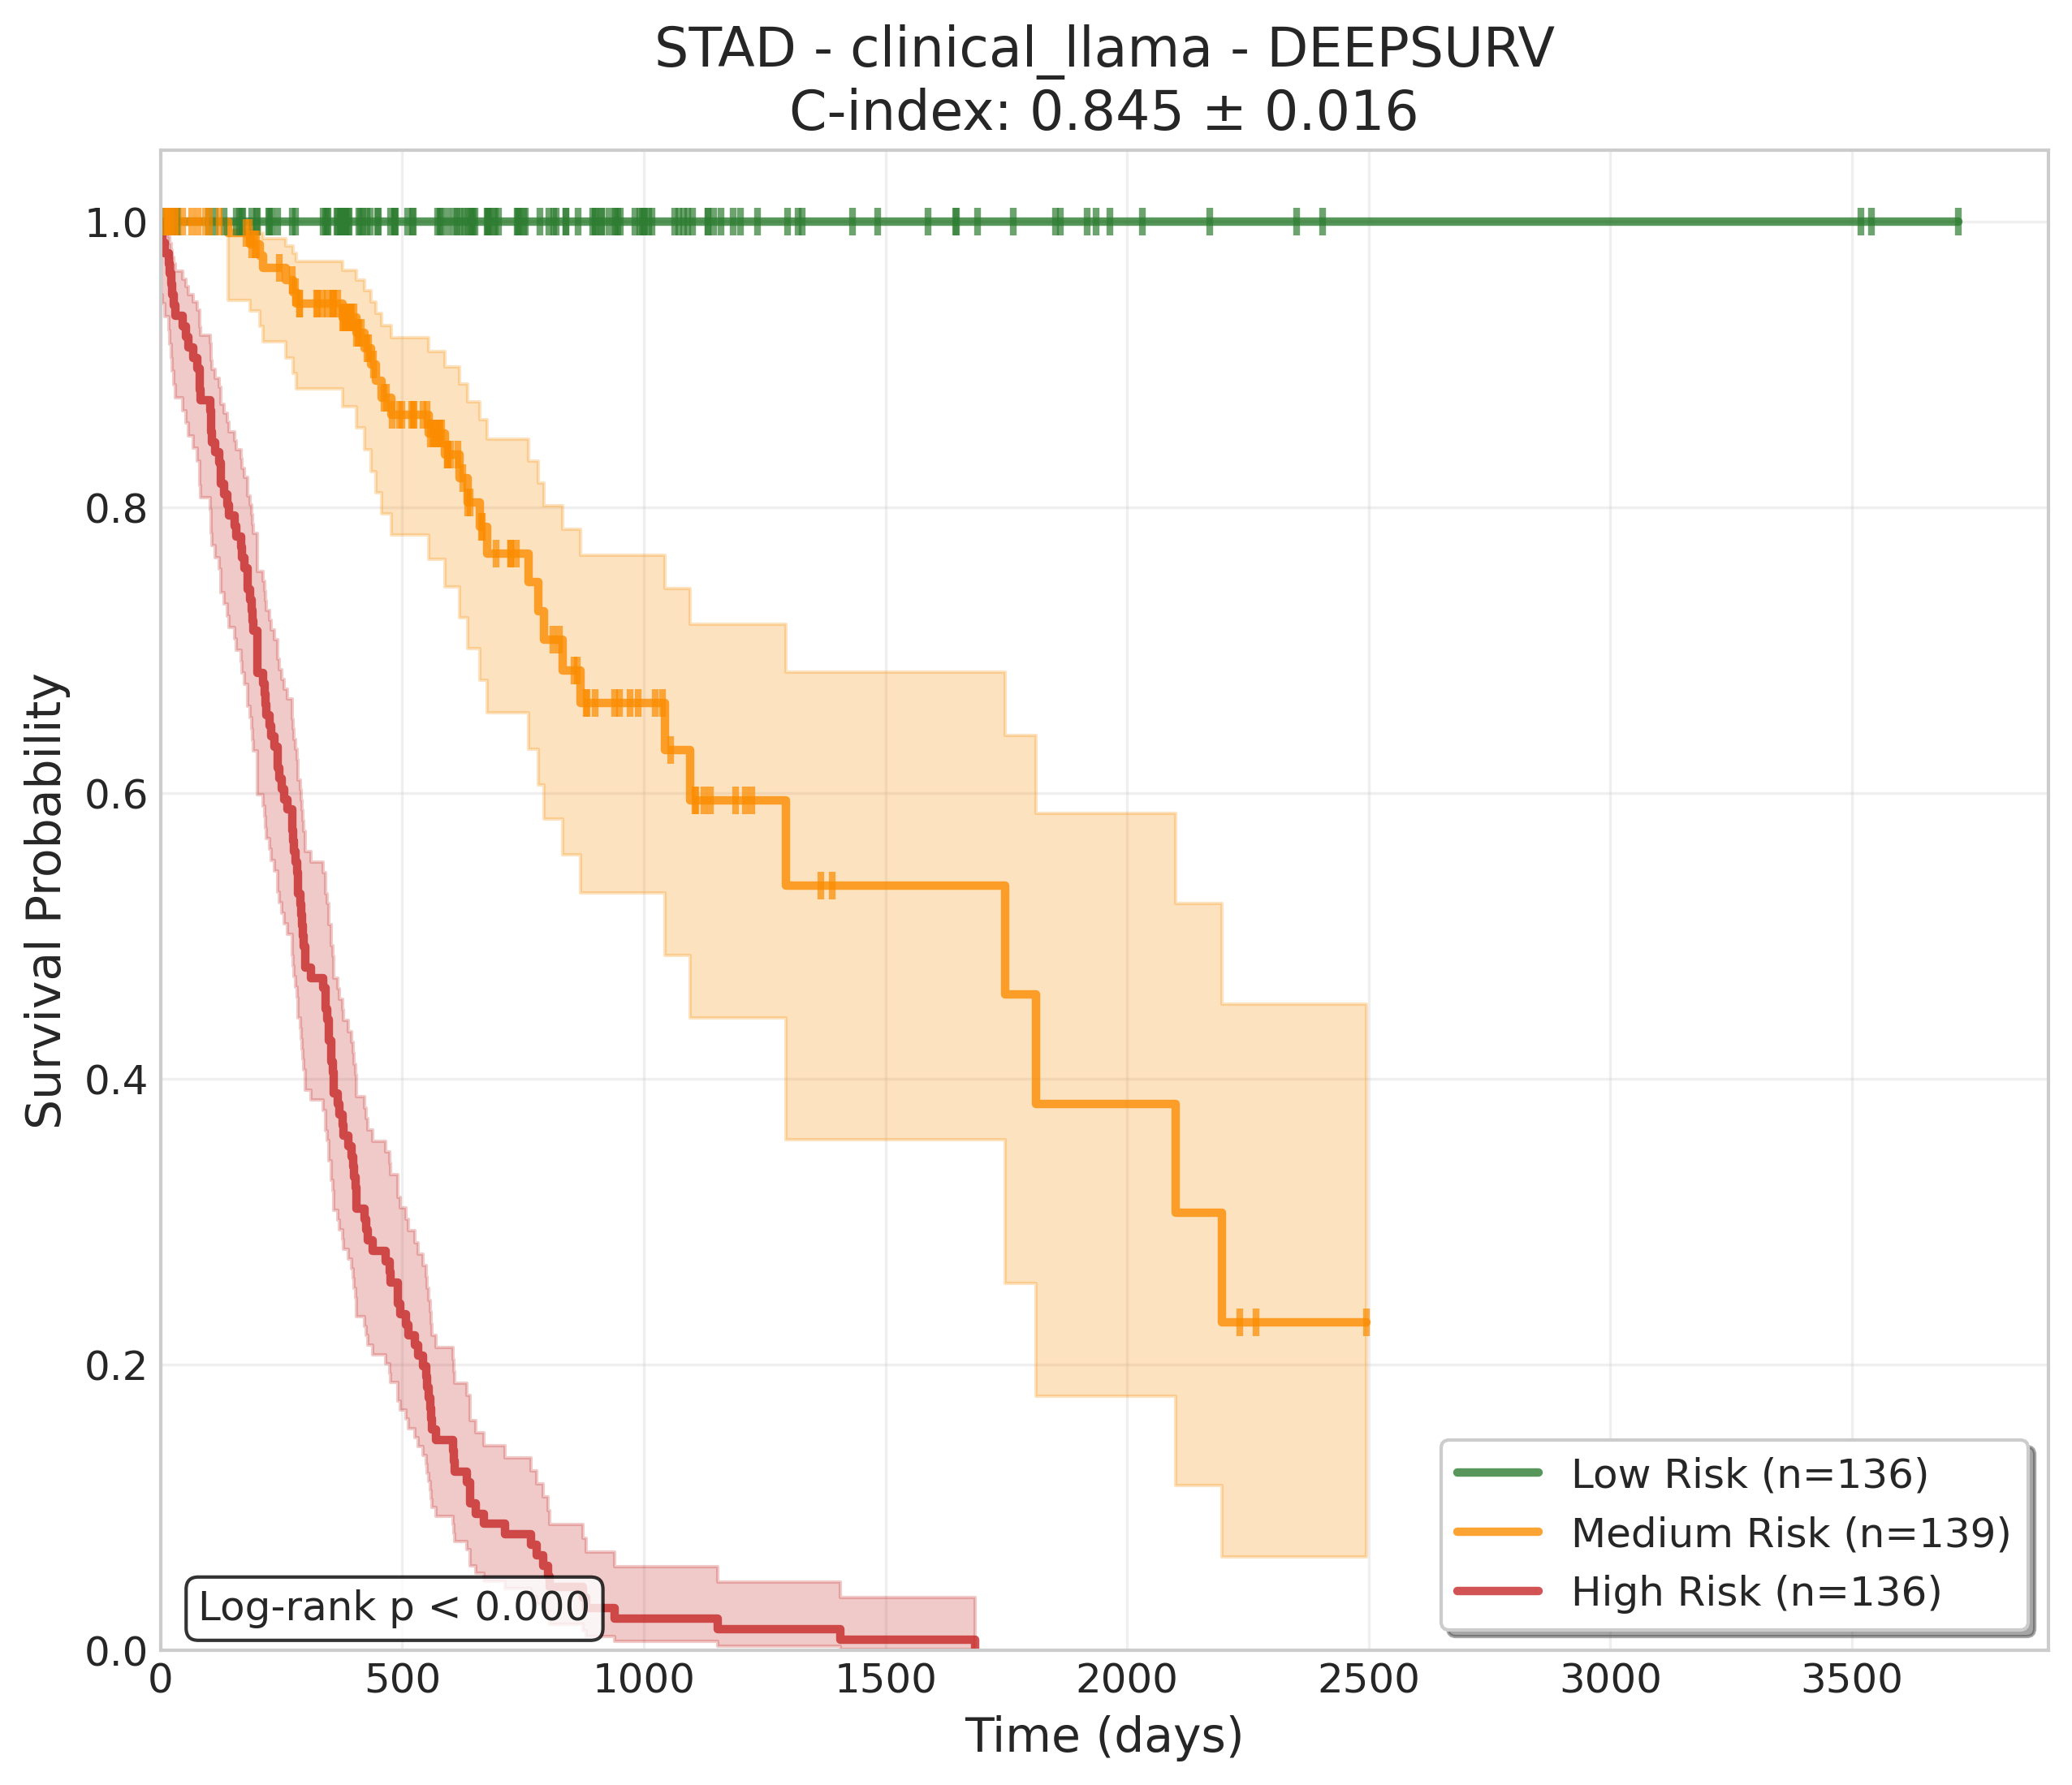 STAD - clinical_llama - DEEPSURV
C-index: 0.845 ± 0.016
Survival Probability
1.0
0.8
0.6
0.4
0.2
0.0
Log-rank p < 0.000
Low Risk (n=136)
Medium Risk (n=139)
High Risk (n=136)
0 500 1000 1500 2000 2500 3000 3500
Time (days)